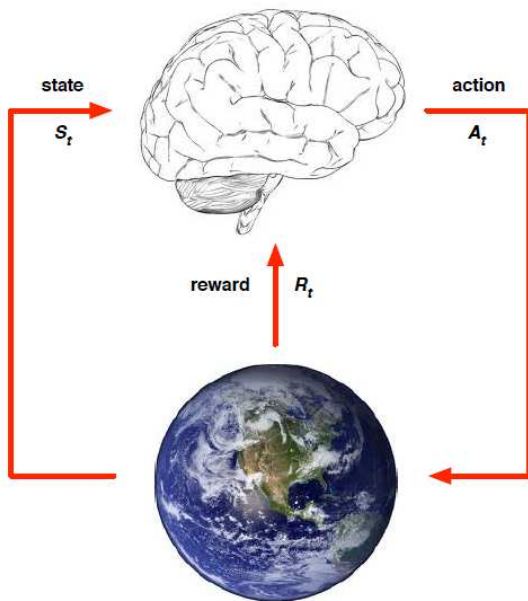 state
S_t
action
A_t
reward
R_t